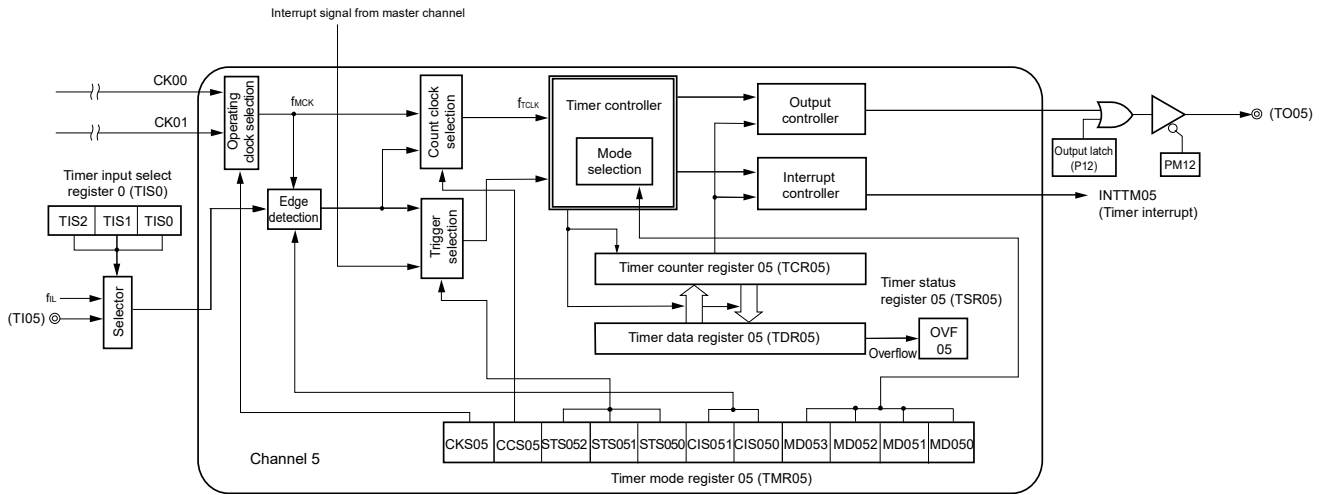 Interrupt signal from master channel
CK00
CK01
Operating
clock selection
fMCK
Count clock
selection
fTCLK
Timer controller
Mode
selection
Output
controller
(TO05)
Output latch
(P12)
PM12
Interrupt
controller
INTTM05
(Timer interrupt)
Timer input select
register 0 (TIS0)
TIS2 TIS1 TIS0
Edge
detection
Trigger
selection
fIL
(TI05)
Selector
Timer counter register 05 (TCR05)
Timer status
register 05 (TSR05)
Timer data register 05 (TDR05)
Overflow
OVF
05
CKS05 CCS05 STS052 STS051 STS050 CIS051 CIS050 MD053 MD052 MD051 MD050
Channel 5
Timer mode register 05 (TMR05)